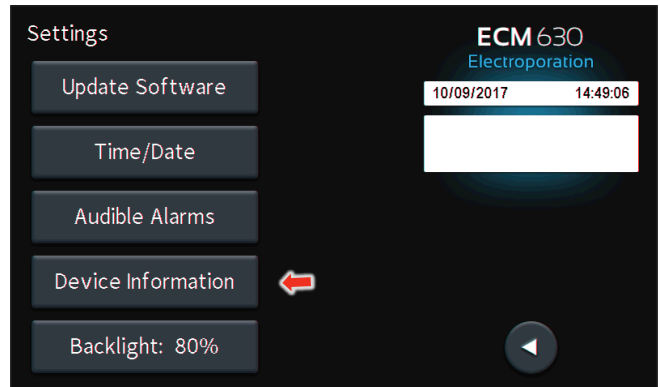 Settings
Update Software
Time/Date
Audible Alarms
Device Information
Backlight: 80%
ECM 630
Electroporation
10/09/2017 14:49:06